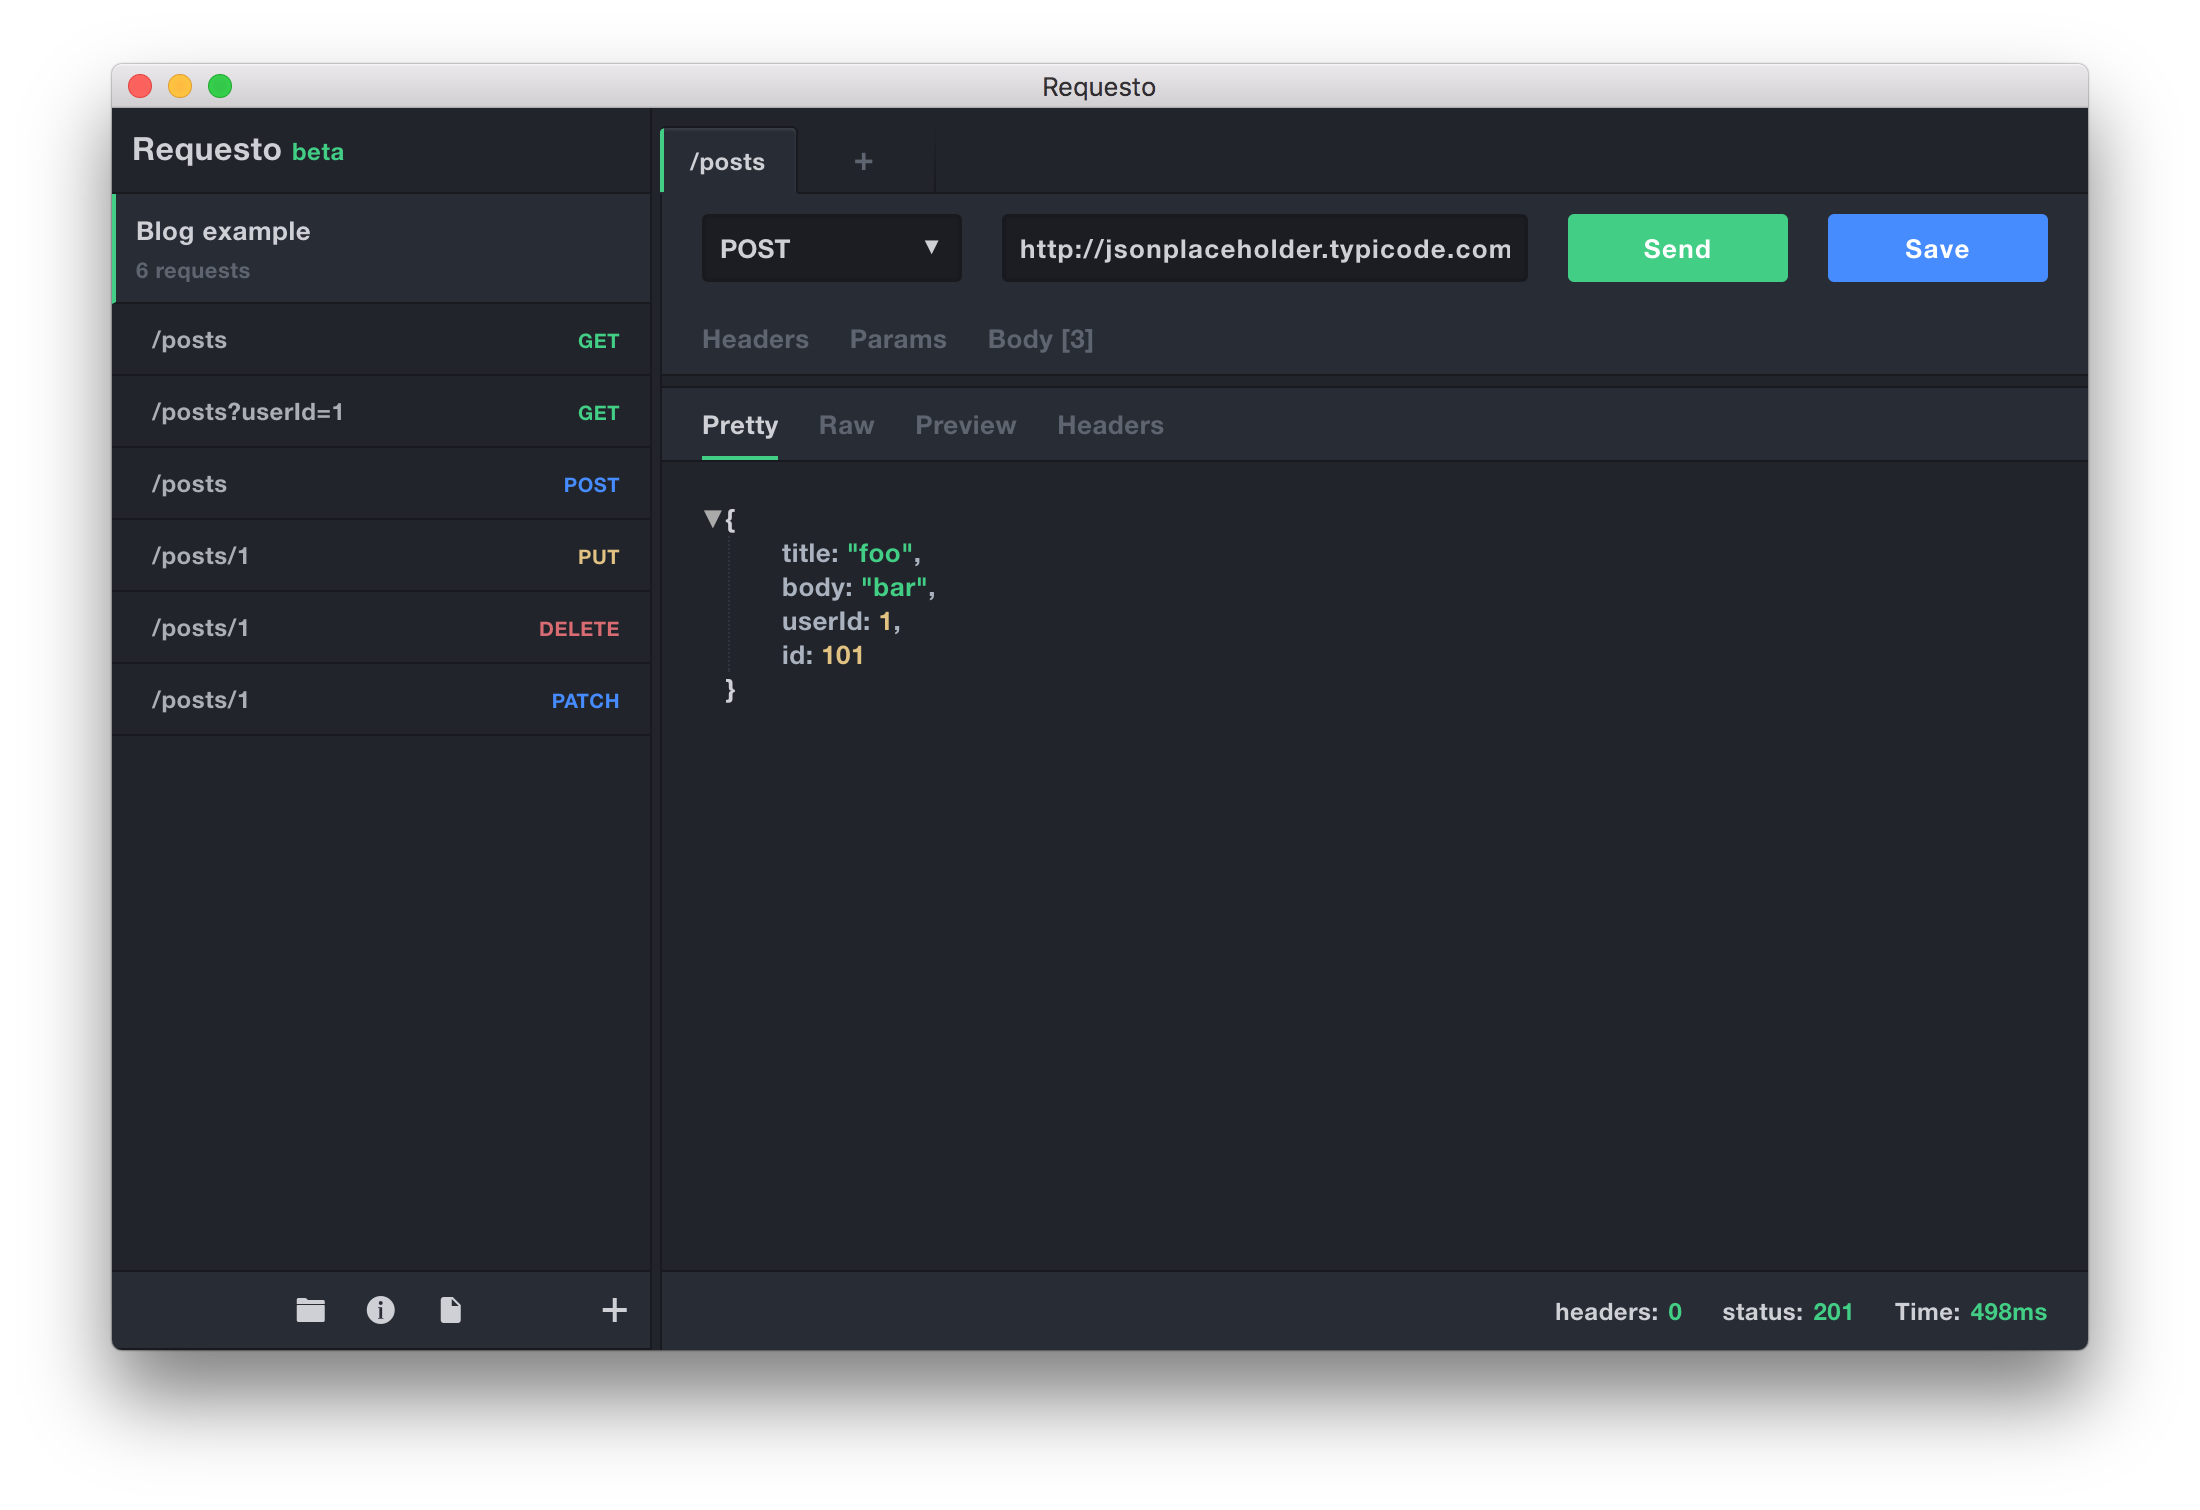 Requesto
Requesto beta
Blog example
6 requests
/posts GET
/posts?userId=1 GET
/posts POST
/posts/1 PUT
/posts/1 DELETE
/posts/1 PATCH
/posts +
POST ▼ http://jsonplaceholder.typicode.com Send Save
Headers Params Body [3]
Pretty Raw Preview Headers
▼{
title: "foo",
body: "bar",
userId: 1,
id: 101
}
headers: 0 status: 201 Time: 498ms